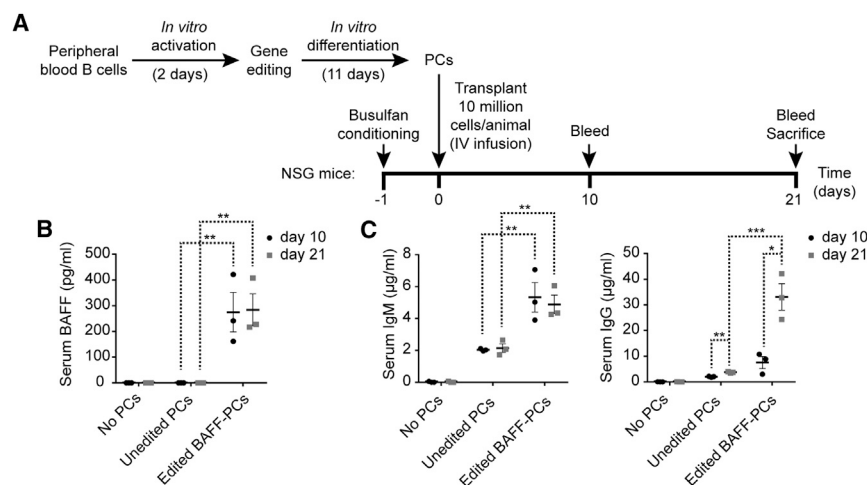 A
Peripheral
blood B cells
In vitro
activation
(2 days)
Gene
editing
In vitro
differentiation
(11 days)
PCs
Transplant
10 million
cells/animal
(IV infusion)
Busulfan
conditioning
Bleed
Bleed
Sacrifice
NSG mice:
-1
0
10
21
Time
(days)
B
Serum BAFF (pg/ml)
500
400
300
200
100
0
**
**
day 10
day 21
No PCs
Unedited PCs
Edited BAFF-PCs
C
Serum IgM (µg/ml)
8
6
4
2
0
**
**
No PCs
Unedited PCs
Edited BAFF-PCs
Serum IgG (µg/ml)
50
40
30
20
10
0
**
***
*
day 10
day 21
No PCs
Unedited PCs
Edited BAFF-PCs